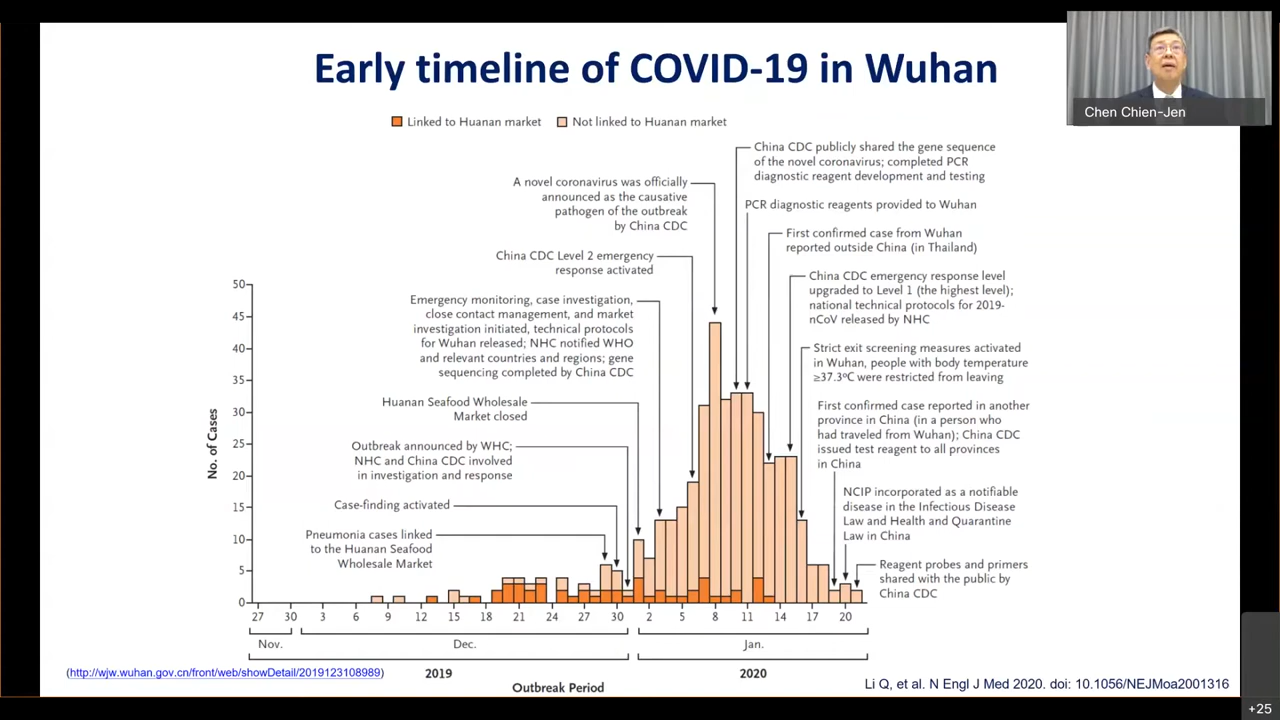 Early timeline of COVID-19 in Wuhan
Chen Chien-Jen
Linked to Huanan market
Not linked to Huanan market
China CDC publicly shared the gene sequence
of the novel coronavirus; completed PCR
diagnostic reagent development and testing
A novel coronavirus was officially
announced as the causative
pathogen of the outbreak
by China CDC
PCR diagnostic reagents provided to Wuhan
First confirmed case from Wuhan
reported outside China (in Thailand)
China CDC Level 2 emergency
response activated
China CDC emergency response level
upgraded to Level 1 (the highest level);
national technical protocols for 2019-
nCoV released by NHC
Emergency monitoring, case investigation,
close contact management, and market
investigation initiated, technical protocols
for Wuhan released; NHC notified WHO
and relevant countries and regions; gene
sequencing completed by China CDC
Strict exit screening measures activated
in Wuhan, people with body temperature
≥37.3ºC were restricted from leaving
Huanan Seafood Wholesale
Market closed
First confirmed case reported in another
province in China (in a person who
had traveled from Wuhan); China CDC
issued test reagent to all provinces
in China
Outbreak announced by WHC;
NHC and China CDC involved
in investigation and response
Case-finding activated
NCIP incorporated as a notifiable
disease in the Infectious Disease
Law and Health and Quarantine
Law in China
Pneumonia cases linked
to the Huanan Seafood
Wholesale Market
Reagent probes and primers
shared with the public by
China CDC
No. of Cases
50
45
40
35
30
25
20
15
10
5
0
27 30 3 6 9 12 15 18 21 24 27 30 2 5 8 11 14 17 20
Nov. Dec. Jan.
2019 2020
Outbreak Period
(http://wjw.wuhan.gov.cn/front/web/showDetail/2019123108989)
Li Q, et al. N Engl J Med 2020. doi: 10.1056/NEJMoa2001316
+25